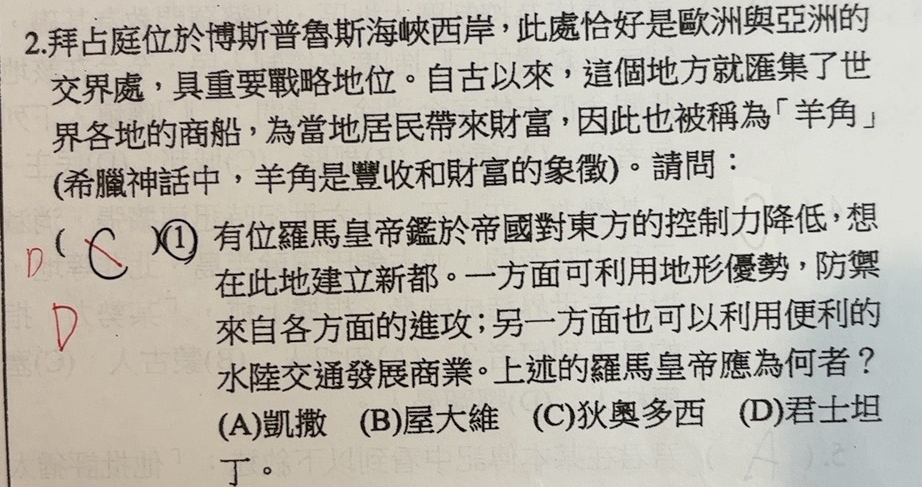 2.拜占庭位於博斯普魯斯海峽西岸，此處恰好是歐洲與亞洲的
交界處，具重要戰略地位。自古以來，這個地方就匯集了世
界各地的商船，為當地居民帶來財富，因此也被稱為「羊角」
(希臘神話中，羊角是豐收和財富的象徵)。請問：
D ( C )(1) 有位羅馬皇帝鑑於帝國對東方的控制力降低，想
在此地建立新都。一方面可利用地形優勢，防禦
D 來自各方面的進攻；另一方面也可以利用便利的
水陸交通發展商業。上述的羅馬皇帝應為何者？
(A)凱撒 (B)屋大維 (C)狄奧多西 (D)君士坦
丁。